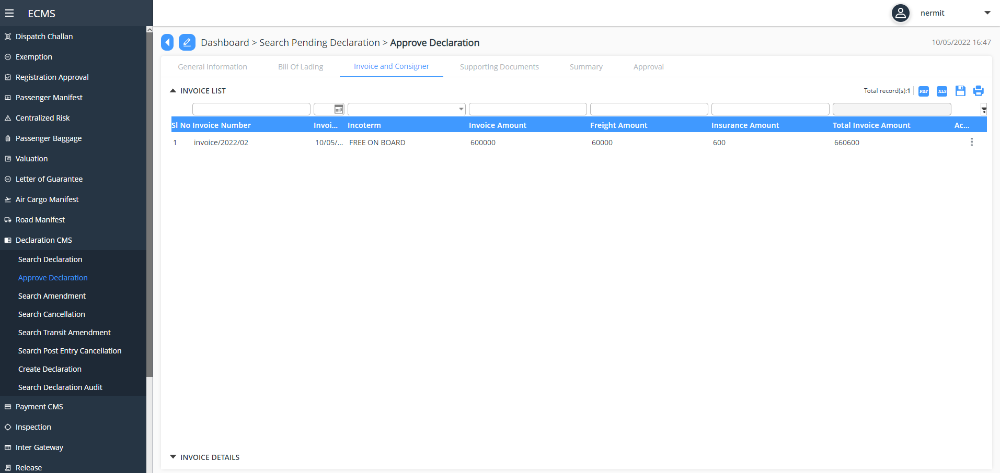 ECMS
nermit
Dispatch Challan
Exemption
Registration Approval
Passenger Manifest
Centralized Risk
Passenger Baggage
Valuation
Letter of Guarantee
Air Cargo Manifest
Road Manifest
Declaration CMS
Search Declaration
Approve Declaration
Search Amendment
Search Cancellation
Search Transit Amendment
Search Post Entry Cancellation
Create Declaration
Search Declaration Audit
Payment CMS
Inspection
Inter Gateway
Release
Dashboard > Search Pending Declaration > Approve Declaration
10/05/2022 16:47
General Information Bill Of Lading Invoice and Consigner Supporting Documents Summary Approval
INVOICE LIST
Total record(s):1 PDF XLS
Sl No Invoice Number Invoi... Incoterm Invoice Amount Freight Amount Insurance Amount Total Invoice Amount Ac...
1 invoice/2022/02 10/05/... FREE ON BOARD 600000 60000 600 660600
INVOICE DETAILS